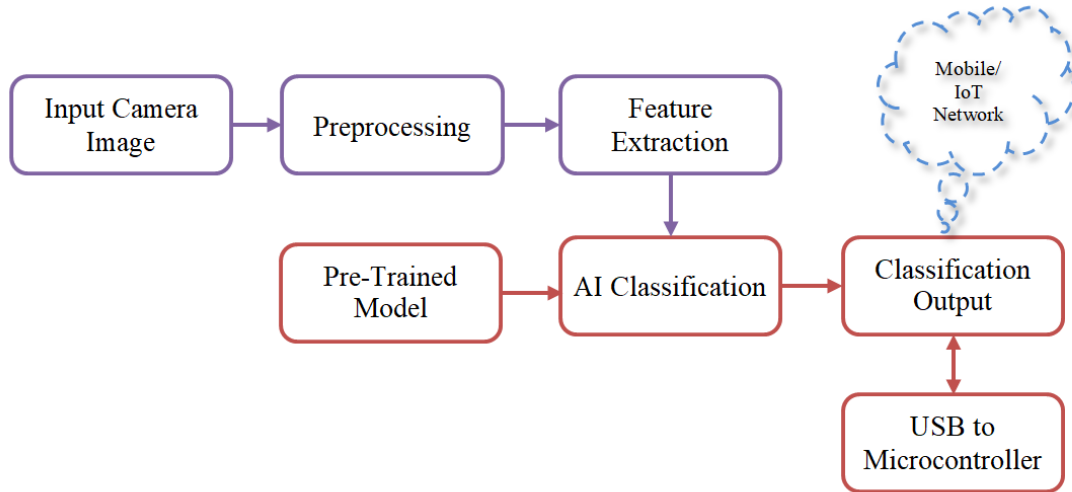 Input Camera
Image
Preprocessing
Feature
Extraction
Mobile/
IoT
Network
Pre-Trained
Model
AI Classification
Classification
Output
USB to
Microcontroller